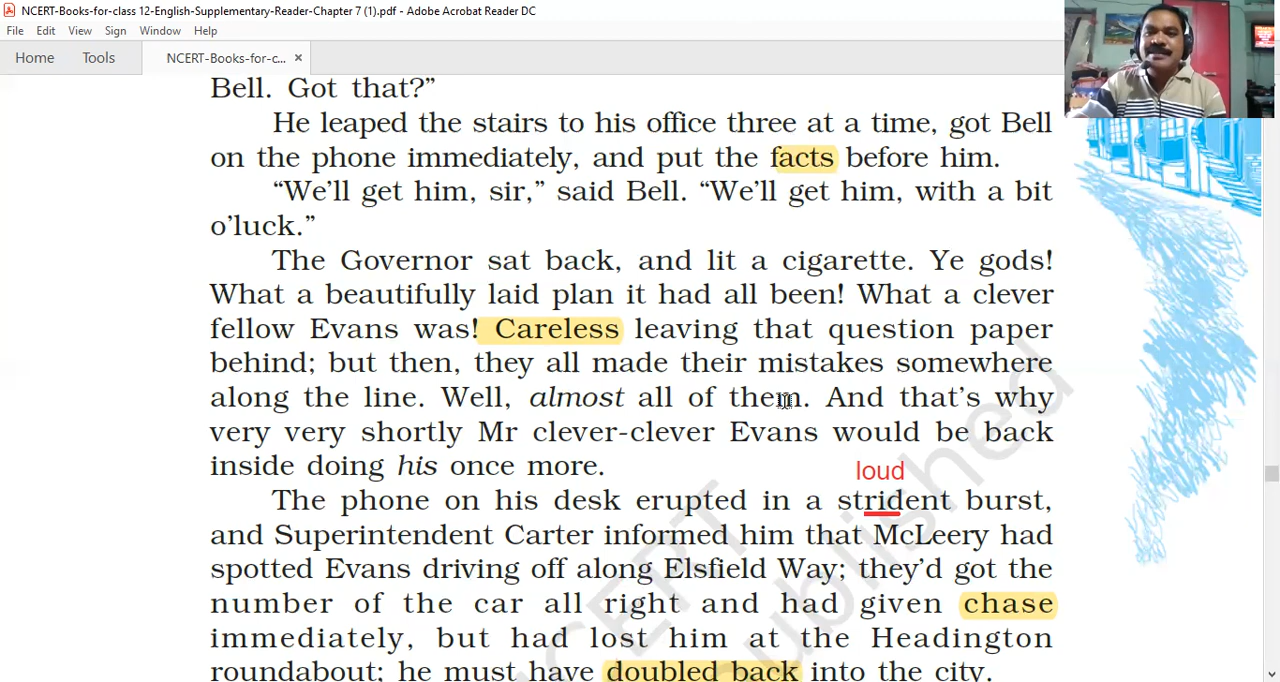 NCERT-Books-for-class 12-English-Supplementary-Reader-Chapter 7 (1).pdf - Adobe Acrobat Reader DC
File Edit View Sign Window Help
Home Tools NCERT-Books-for-c... ×
Bell. Got that?”
He leaped the stairs to his office three at a time, got Bell
on the phone immediately, and put the facts before him.
“We’ll get him, sir,” said Bell. “We’ll get him, with a bit
o’luck.”
The Governor sat back, and lit a cigarette. Ye gods!
What a beautifully laid plan it had all been! What a clever
fellow Evans was! Careless leaving that question paper
behind; but then, they all made their mistakes somewhere
along the line. Well, almost all of them. And that’s why
very very shortly Mr clever-clever Evans would be back
inside doing his once more.
loud
The phone on his desk erupted in a strident burst,
and Superintendent Carter informed him that McLeery had
spotted Evans driving off along Elsfield Way; they’d got the
number of the car all right and had given chase
immediately, but had lost him at the Headington
roundabout; he must have doubled back into the city.
NCERT
published